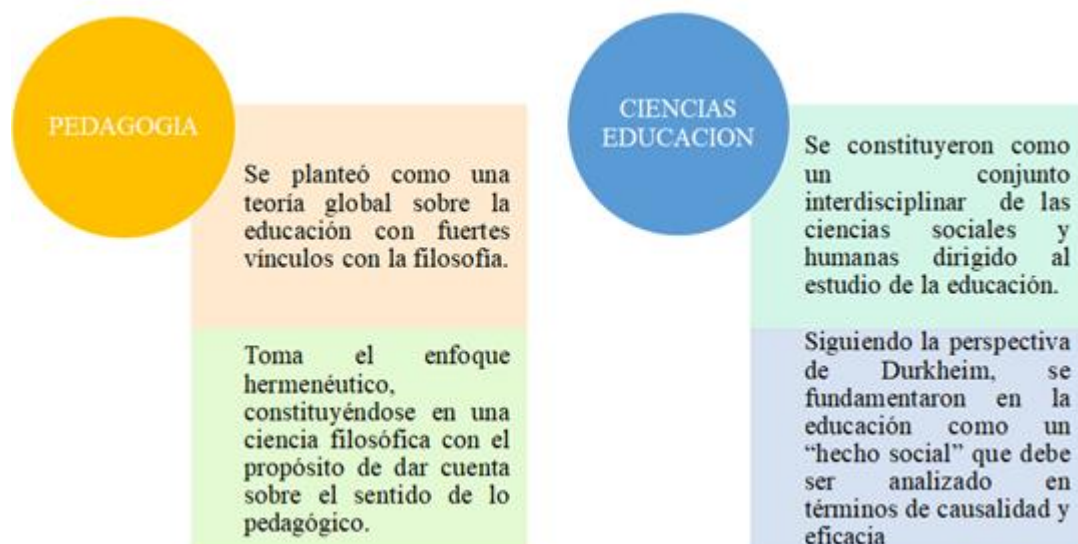 PEDAGOGIA
Se planteó como una
teoría global sobre la
educación con fuertes
vínculos con la filosofía.
Toma el enfoque
hermenéutico,
constituyéndose en una
ciencia filosófica con el
propósito de dar cuenta
sobre el sentido de lo
pedagógico.
CIENCIAS
EDUCACION
Se constituyeron como
un conjunto
interdisciplinar de las
ciencias sociales y
humanas dirigido al
estudio de la educación.
Siguiendo la perspectiva
de Durkheim, se
fundamentaron en la
educación como un
“hecho social” que debe
ser analizado en
términos de causalidad y
eficacia